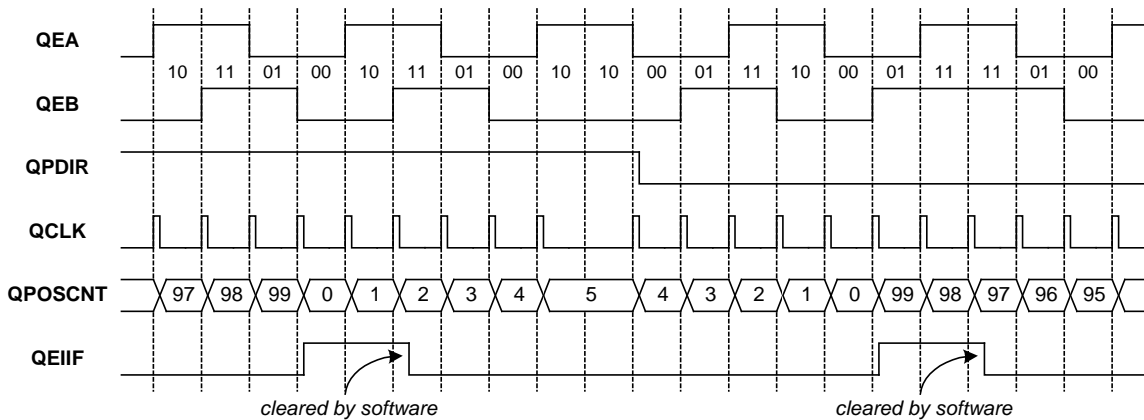 QEA
10 11 01 00 10 11 01 00 10 10 00 01 11 10 00 01 11 11 01 00
QEB
QPDIR
QCLK
QPOSCNT 97 98 99 0 1 2 3 4 5 4 3 2 1 0 99 98 97 96 95
QEIIF
cleared by software cleared by software